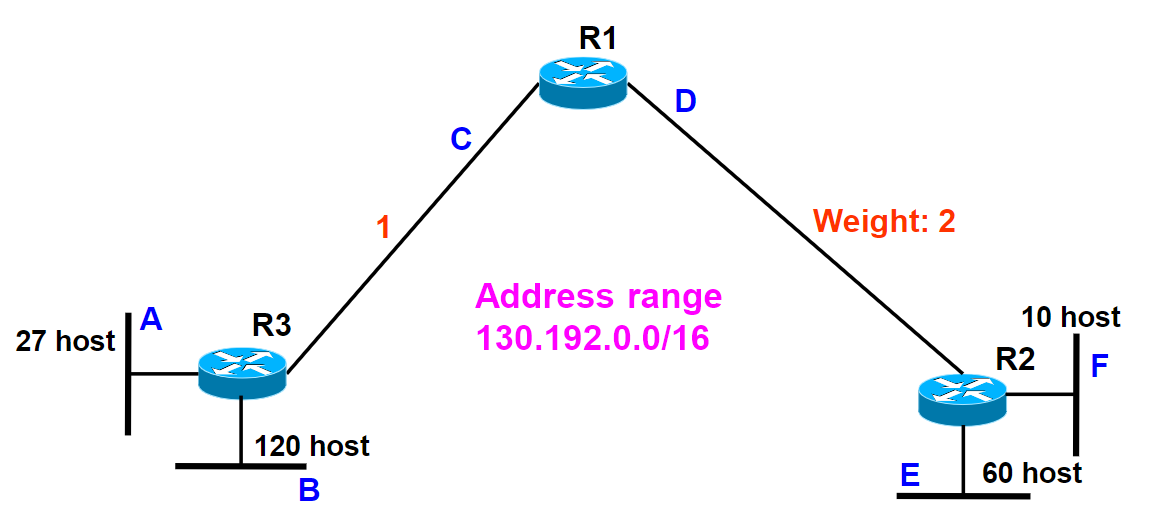 R1
D
C
1
Weight: 2
Address range
130.192.0.0/16
A
R3
27 host
120 host
B
10 host
R2
F
E
60 host